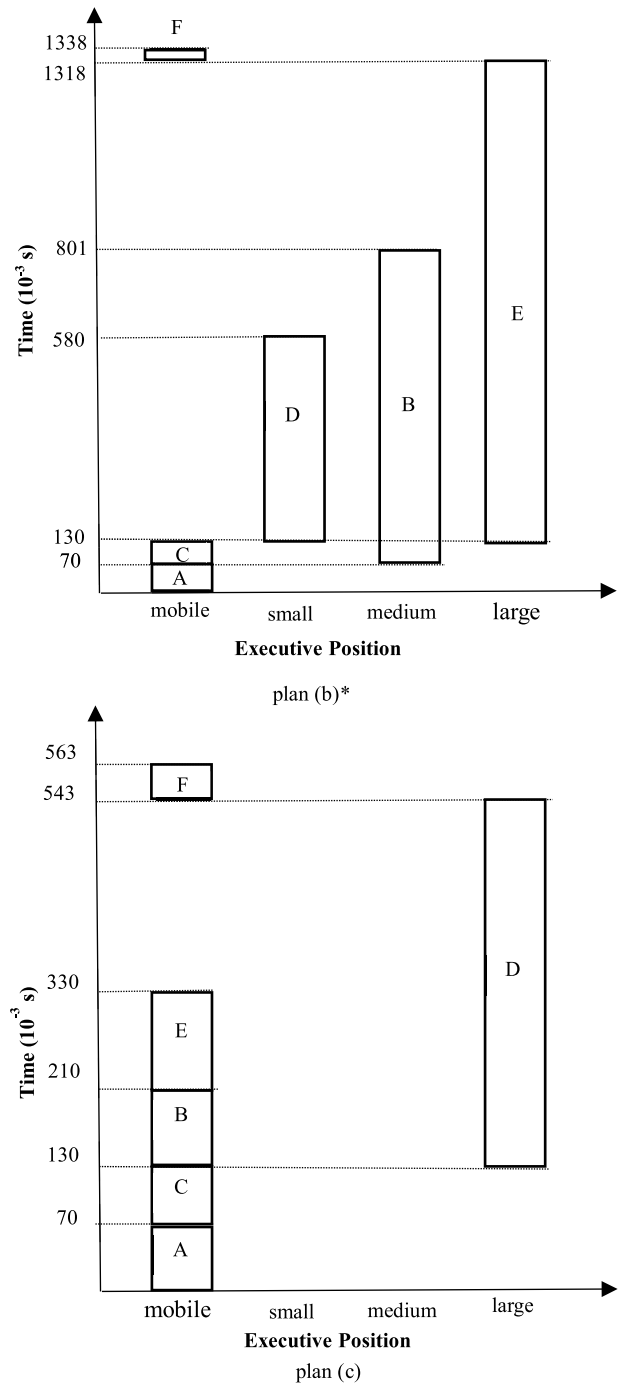 F
1338
1318
801
E
B
580
D
Time (10⁻³ s)
130
C
70
A
mobile
small
medium
large
Executive Position
plan (b)*
563
F
543
D
330
E
210
B
Time (10⁻³ s)
130
C
70
A
mobile
small
medium
large
Executive Position
plan (c)